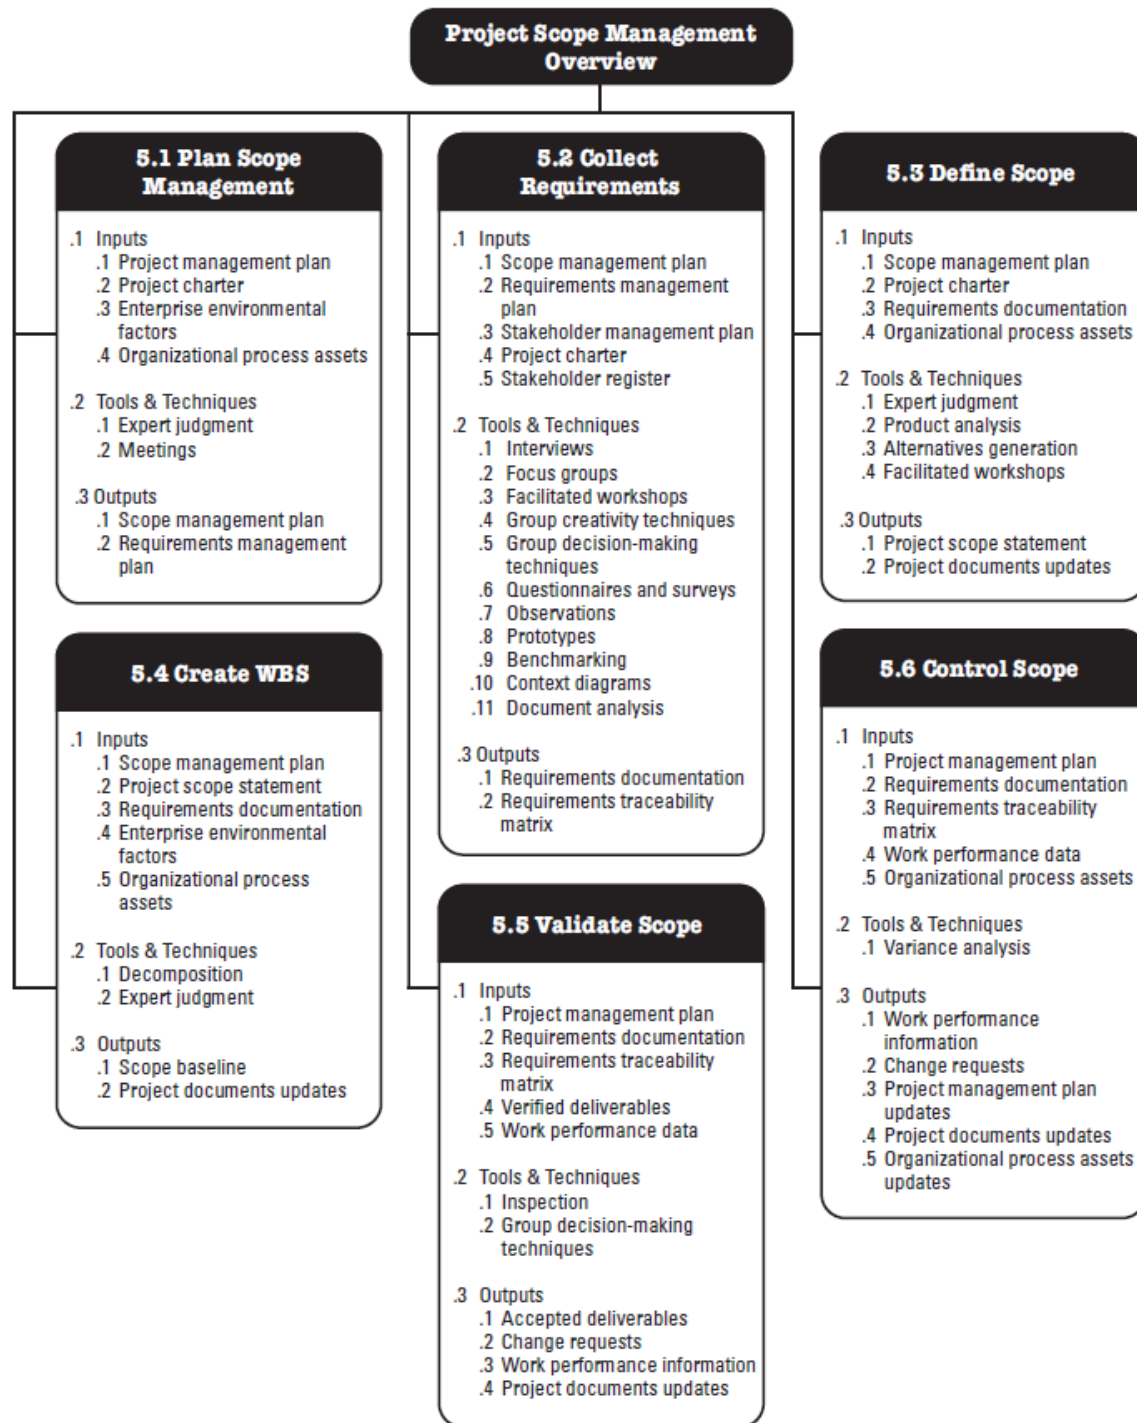 Project Scope Management
Overview
5.1 Plan Scope
Management
.1 Inputs
.1 Project management plan
.2 Project charter
.3 Enterprise environmental
factors
.4 Organizational process assets
.2 Tools & Techniques
.1 Expert judgment
.2 Meetings
.3 Outputs
.1 Scope management plan
.2 Requirements management
plan
5.2 Collect
Requirements
.1 Inputs
.1 Scope management plan
.2 Requirements management
plan
.3 Stakeholder management plan
.4 Project charter
.5 Stakeholder register
.2 Tools & Techniques
.1 Interviews
.2 Focus groups
.3 Facilitated workshops
.4 Group creativity techniques
.5 Group decision-making
techniques
.6 Questionnaires and surveys
.7 Observations
.8 Prototypes
.9 Benchmarking
.10 Context diagrams
.11 Document analysis
.3 Outputs
.1 Requirements documentation
.2 Requirements traceability
matrix
5.3 Define Scope
.1 Inputs
.1 Scope management plan
.2 Project charter
.3 Requirements documentation
.4 Organizational process assets
.2 Tools & Techniques
.1 Expert judgment
.2 Product analysis
.3 Alternatives generation
.4 Facilitated workshops
.3 Outputs
.1 Project scope statement
.2 Project documents updates
5.4 Create WBS
.1 Inputs
.1 Scope management plan
.2 Project scope statement
.3 Requirements documentation
.4 Enterprise environmental
factors
.5 Organizational process
assets
.2 Tools & Techniques
.1 Decomposition
.2 Expert judgment
.3 Outputs
.1 Scope baseline
.2 Project documents updates
5.5 Validate Scope
.1 Inputs
.1 Project management plan
.2 Requirements documentation
.3 Requirements traceability
matrix
.4 Verified deliverables
.5 Work performance data
.2 Tools & Techniques
.1 Inspection
.2 Group decision-making
techniques
.3 Outputs
.1 Accepted deliverables
.2 Change requests
.3 Work performance information
.4 Project documents updates
5.6 Control Scope
.1 Inputs
.1 Project management plan
.2 Requirements documentation
.3 Requirements traceability
matrix
.4 Work performance data
.5 Organizational process assets
.2 Tools & Techniques
.1 Variance analysis
.3 Outputs
.1 Work performance
information
.2 Change requests
.3 Project management plan
updates
.4 Project documents updates
.5 Organizational process assets
updates